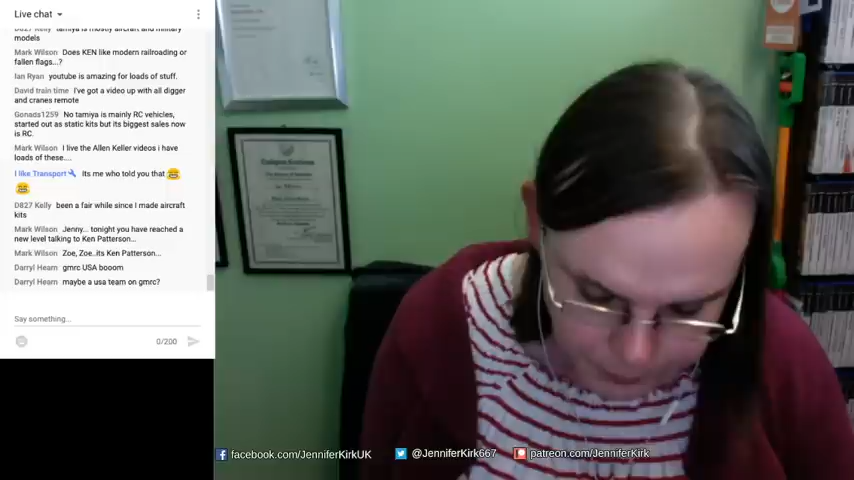 Live chat
D827 Kelly tamiya is mostly aircraft and military
models
Mark Wilson Does KEN like modern railroading or
fallen flags...?
Ian Ryan youtube is amazing for loads of stuff.
David train time I've got a video up with all digger
and cranes remote
Gonads1259 No tamiya is mainly RC vehicles,
started out as static kits but its biggest sales now
is RC.
Mark Wilson I live the Allen Keller videos i have
loads of these....
I like Transport Its me who told you that
D827 Kelly been a fair while since I made aircraft
kits
Mark Wilson Jenny... tonight you have reached a
new level talking to Ken Patterson...
Mark Wilson Zoe, Zoe..its Ken Patterson...
Darryl Hearn gmrc USA booom
Darryl Hearn maybe a usa team on gmrc?
Say something...
0/200
facebook.com/JenniferKirkUK
@JenniferKirk667
patreon.com/JenniferKirk